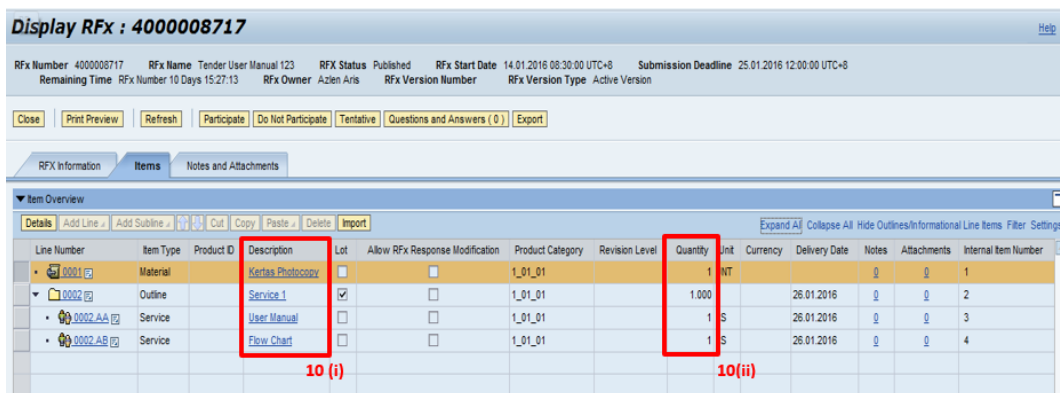 Display RFx : 4000008717
Help
RFx Number 4000008717 RFx Name Tender User Manual 123 RFx Status Published RFx Start Date 14.01.2016 08:30:00 UTC+8 Submission Deadline 25.01.2016 12:00:00 UTC+8
Remaining Time RFx Number 10 Days 15:27:13 RFx Owner Azlen Aris RFx Version Number RFx Version Type Active Version
Close Print Preview Refresh Participate Do Not Participate Tentative Questions and Answers ( 0 ) Export
RFX Information Items Notes and Attachments
Item Overview
Details Add Line Add Subline Cut Copy Paste Delete Import Expand All Collapse All Hide Outlines/Informational Line Items Filter Settings
Line Number Item Type Product ID Description Lot Allow RFx Response Modification Product Category Revision Level Quantity Unit Currency Delivery Date Notes Attachments Internal Item Number
0001 Material Kertas Photocopy 1_01_01 1 NT 0 0 1
0002 Outline Service 1 1_01_01 1.000 26.01.2016 0 0 2
0002.AA Service User Manual 1_01_01 1 S 26.01.2016 0 0 3
0002.AB Service Flow Chart 1_01_01 1 S 26.01.2016 0 0 4
10 (i) 10(ii)